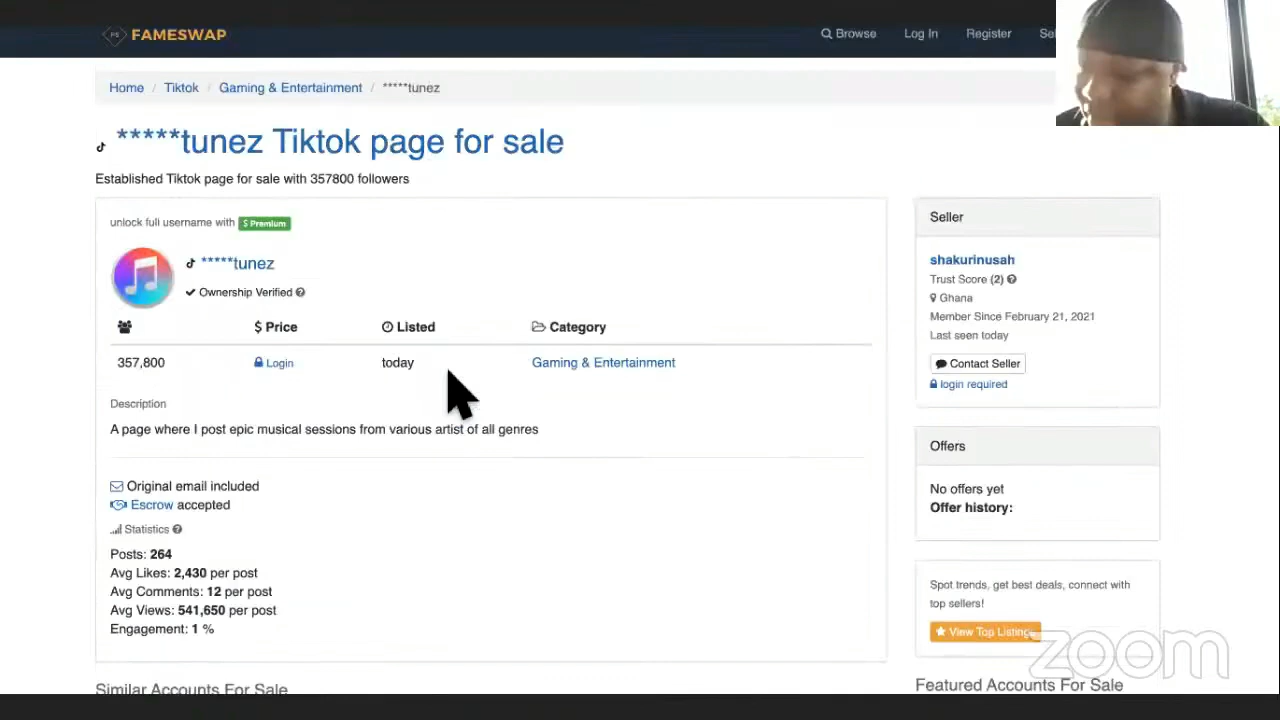 FS FAMESWAP
Browse Log In Register Sel
Home / Tiktok / Gaming & Entertainment / *****tunez
*****tunez Tiktok page for sale
Established Tiktok page for sale with 357800 followers
unlock full username with $ Premium
*****tunez
Ownership Verified
$ Price Listed Category
357,800 Login today Gaming & Entertainment
Description
A page where I post epic musical sessions from various artist of all genres
Original email included
Escrow accepted
Statistics
Posts: 264
Avg Likes: 2,430 per post
Avg Comments: 12 per post
Avg Views: 541,650 per post
Engagement: 1 %
Similar Accounts For Sale
Seller
shakurinusah
Trust Score (2)
Ghana
Member Since February 21, 2021
Last seen today
Contact Seller
login required
Offers
No offers yet
Offer history:
Spot trends, get best deals, connect with
top sellers!
View Top Listings
zoom
Featured Accounts For Sale